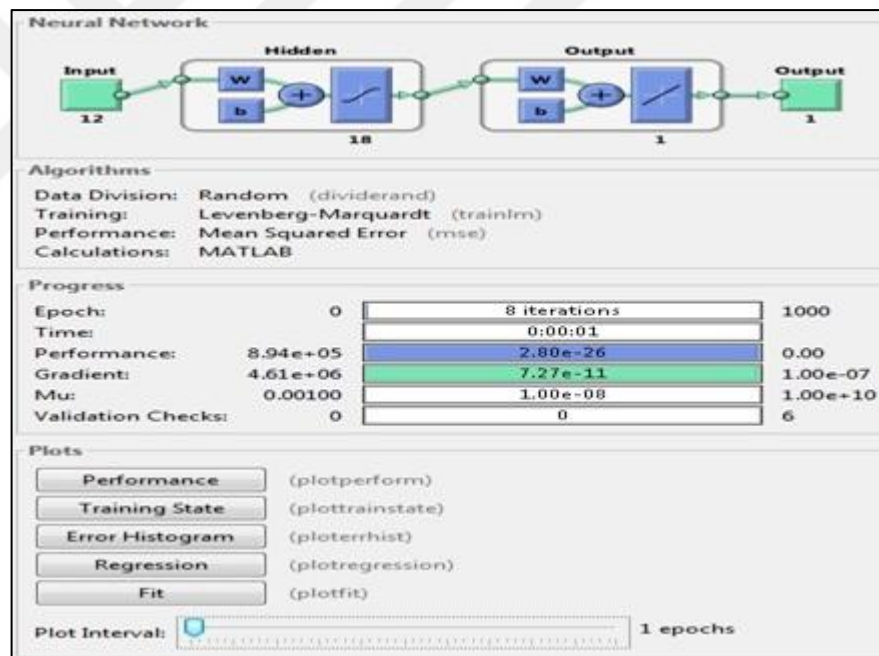 Neural Network
Hidden
Output
Input
Output
W
b
+
W
b
+
12
18
1
1
Algorithms
Data Division: Random (dividerand)
Training: Levenberg-Marquardt (trainlm)
Performance: Mean Squared Error (mse)
Calculations: MATLAB
Progress
Epoch: 0 8 iterations 1000
Time: 0:00:01
Performance: 8.94e+05 2.80e-26 0.00
Gradient: 4.61e+06 7.27e-11 1.00e-07
Mu: 0.00100 1.00e-08 1.00e+10
Validation Checks: 0 0 6
Plots
Performance (plotperform)
Training State (plottrainstate)
Error Histogram (ploterrhist)
Regression (plotregression)
Fit (plotfit)
Plot Interval: 1 epochs